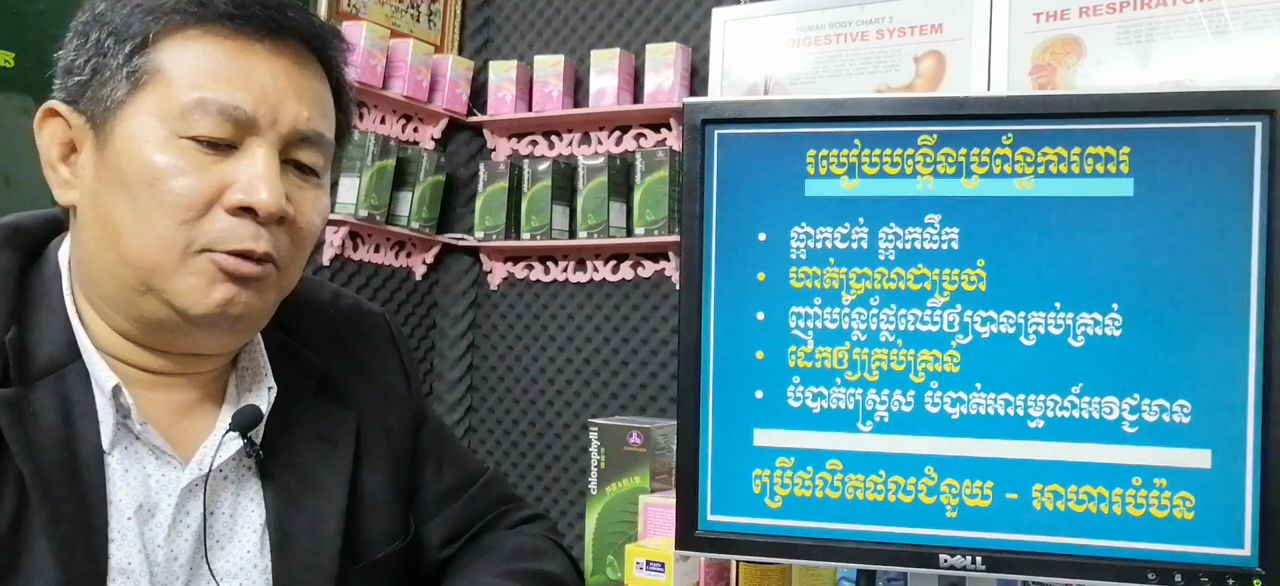 HUMAN BODY CHART 3
DIGESTIVE SYSTEM
THE RESPIRATOR
របៀបបង្កើនប្រព័ន្ធការពារ
• ផ្អាកជក់ ផ្អាកផឹក
• ហាត់ប្រាណជាប្រចាំ
• ញ៉ាំបន្លែផ្លែឈើឲ្យបានគ្រប់គ្រាន់
• ដេកឲ្យគ្រប់គ្រាន់
• បំបាត់ស្ត្រេស បំបាត់អារម្មណ៍អវិជ្ជមាន
ប្រើផលិតផលជំនួយ - អាហារបំប៉ន
DELL
chlorophyll